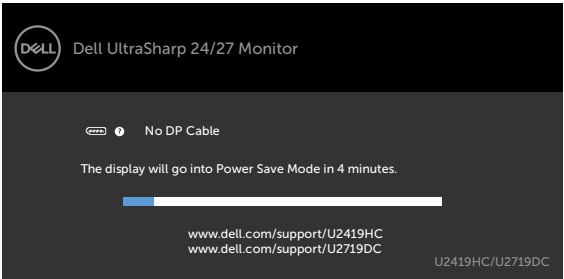 DELL
Dell UltraSharp 24/27 Monitor
? No DP Cable
The display will go into Power Save Mode in 4 minutes.
www.dell.com/support/U2419HC
www.dell.com/support/U2719DC
U2419HC/U2719DC